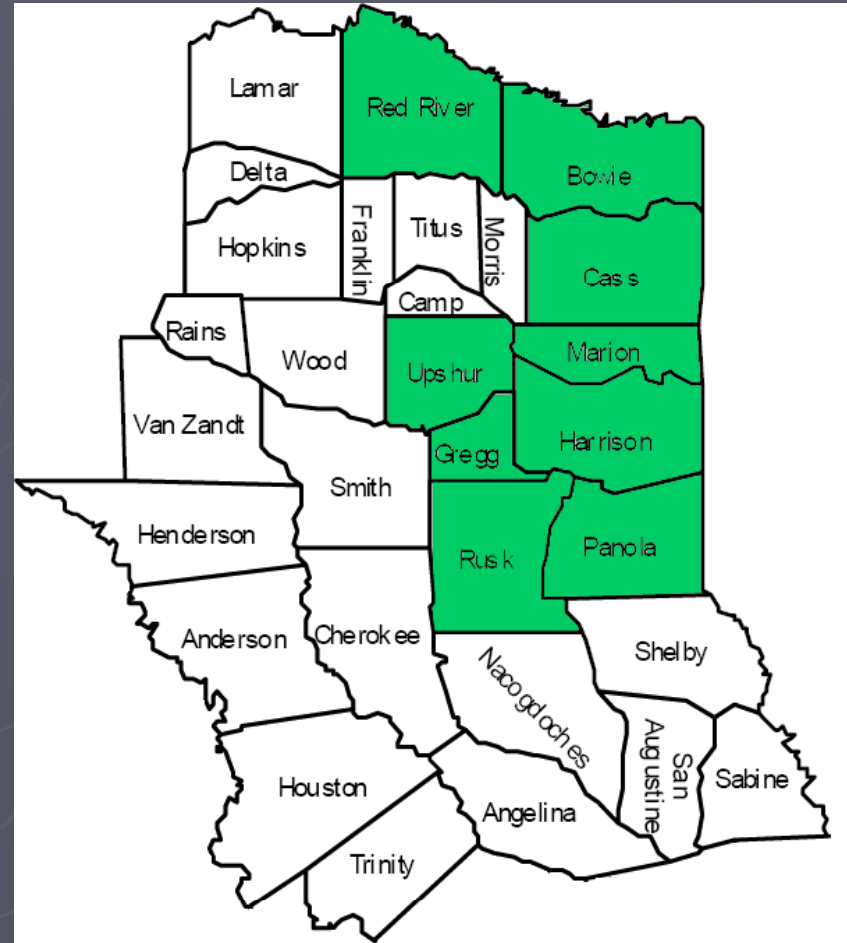 Lamar
Red River
Bowie
Delta
Hopkins
Franklin
Titus
Morris
Cass
Camp
Rains
Wood
Upshur
Marion
Van Zandt
Smith
Gregg
Harrison
Henderson
Rusk
Panola
Anderson
Cherokee
Nacogdoches
Shelby
Houston
Angelina
San
Augustine
Sabine
Trinity